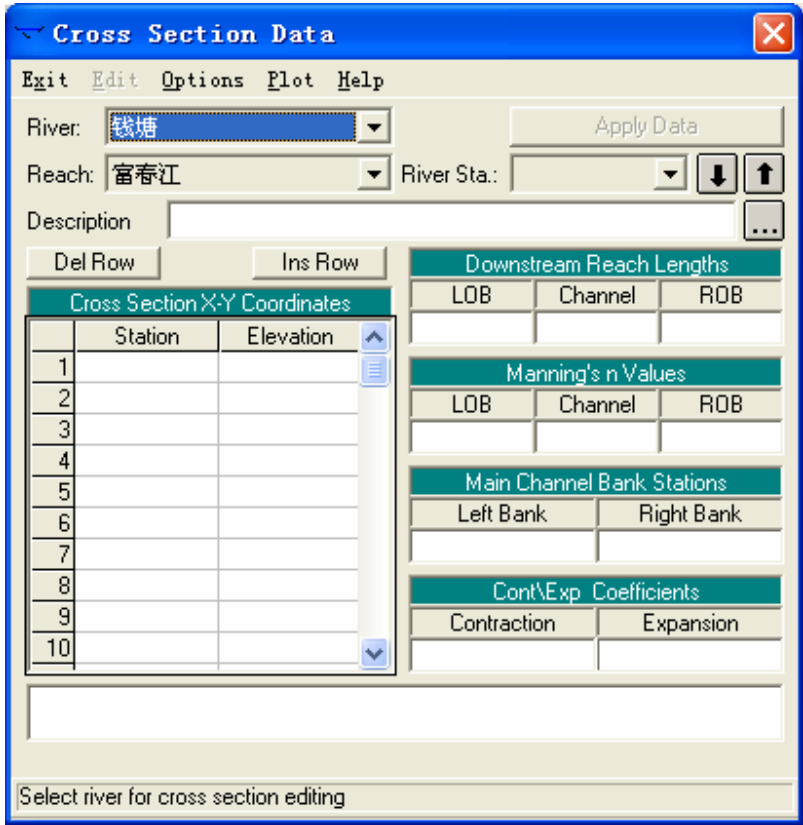 Cross Section Data
Exit Edit Options Plot Help
River: 钱塘 Apply Data
Reach: 富春江 River Sta.:
Description ...
Del Row Ins Row
Downstream Reach Lengths
LOB Channel ROB
Cross Section X-Y Coordinates
Station Elevation
1
2
3
4
5
6
7
8
9
10
Manning's n Values
LOB Channel ROB
Main Channel Bank Stations
Left Bank Right Bank
Cont\Exp Coefficients
Contraction Expansion
Select river for cross section editing